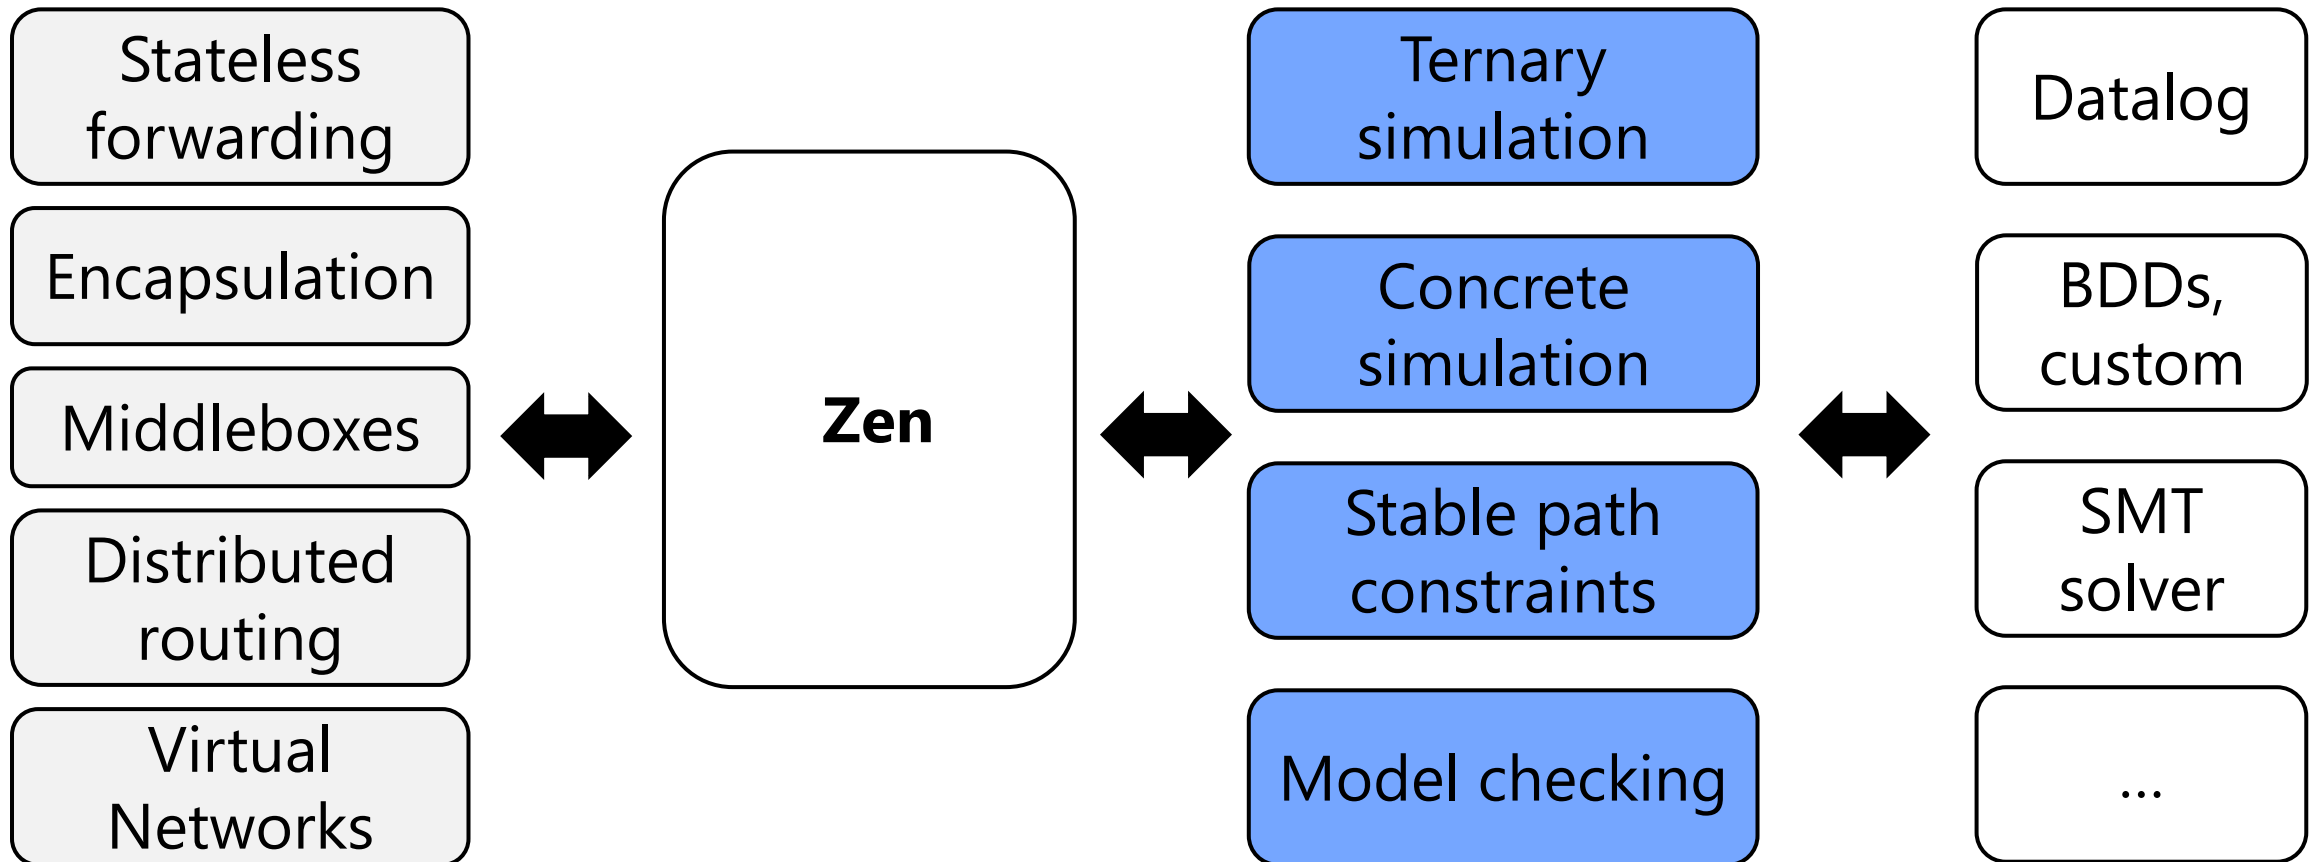 Stateless
forwarding
Encapsulation
Middleboxes
Distributed
routing
Virtual
Networks
Zen
Ternary
simulation
Concrete
simulation
Stable path
constraints
Model checking
Datalog
BDDs,
custom
SMT
solver
...